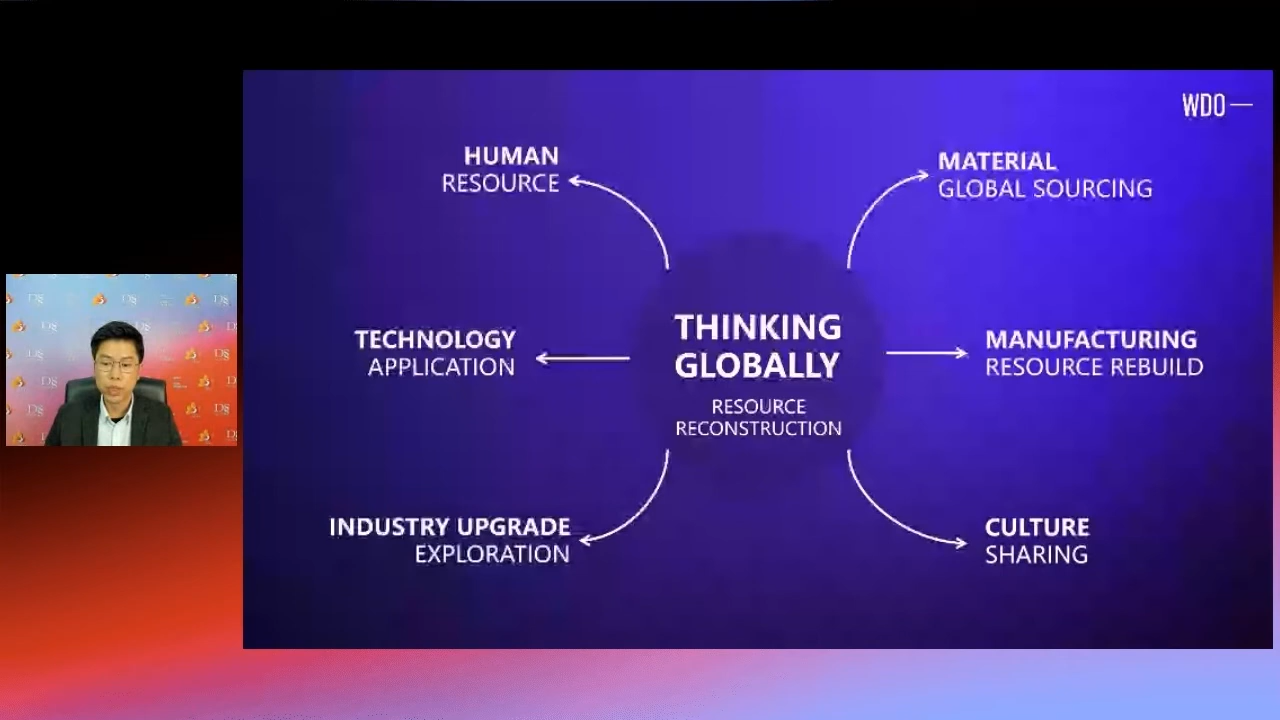 WDO
HUMAN
RESOURCE
MATERIAL
GLOBAL SOURCING
TECHNOLOGY
APPLICATION
THINKING
GLOBALLY
RESOURCE
RECONSTRUCTION
MANUFACTURING
RESOURCE REBUILD
INDUSTRY UPGRADE
EXPLORATION
CULTURE
SHARING